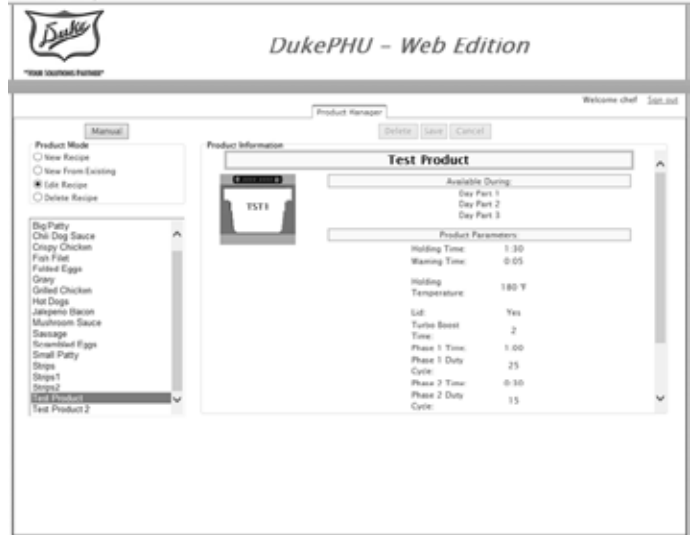 Duke
"YOUR SOLUTIONS PARTNER"
DukePHU - Web Edition
Welcome chef Sign out
Product Manager
Manual
Delete Save Cancel
Product Mode
New Recipe
New From Existing
Edit Recipe
Delete Recipe
Big Patty
Chili Dog Sauce
Crispy Chicken
Fish Filet
Folded Eggs
Gravy
Grilled Chicken
Hot Dogs
Jalepeno Bacon
Mushroom Sauce
Sausage
Scrambled Eggs
Small Patty
Strips
Strips1
Strips2
Test Product
Test Product 2
Product Information
Test Product
TST1
Available During:
Day Part 1
Day Part 2
Day Part 3
Product Parameters:
Holding Time: 1:30
Warning Time: 0:05
Holding
Temperature: 180 °F
Lid: Yes
Turbo Boost
Time: 2
Phase 1 Time: 1:00
Phase 1 Duty
Cycle: 25
Phase 2 Time: 0:30
Phase 2 Duty
Cycle: 15